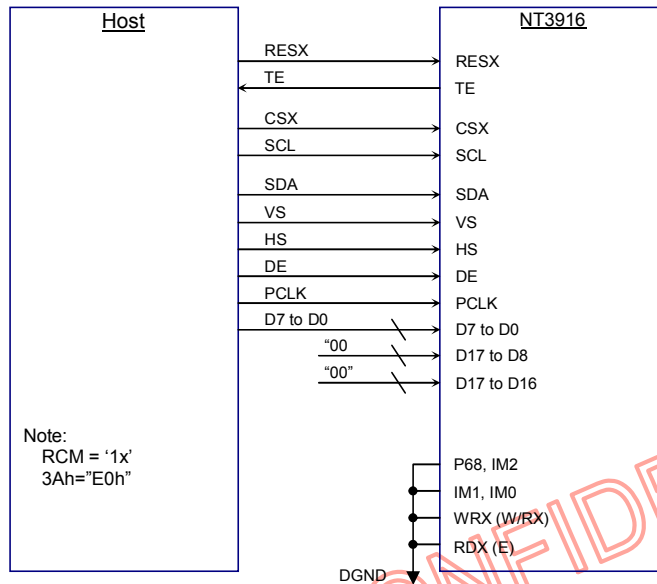 Host
NT3916
RESX
RESX
TE
TE
CSX
CSX
SCL
SCL
SDA
SDA
VS
VS
HS
HS
DE
DE
PCLK
PCLK
D7 to D0
D7 to D0
“00
D17 to D8
“00”
D17 to D16
Note:
RCM = ‘1x’
3Ah=”E0h”
P68, IM2
IM1, IM0
WRX (W/RX)
RDX (E)
DGND
CONFIDE